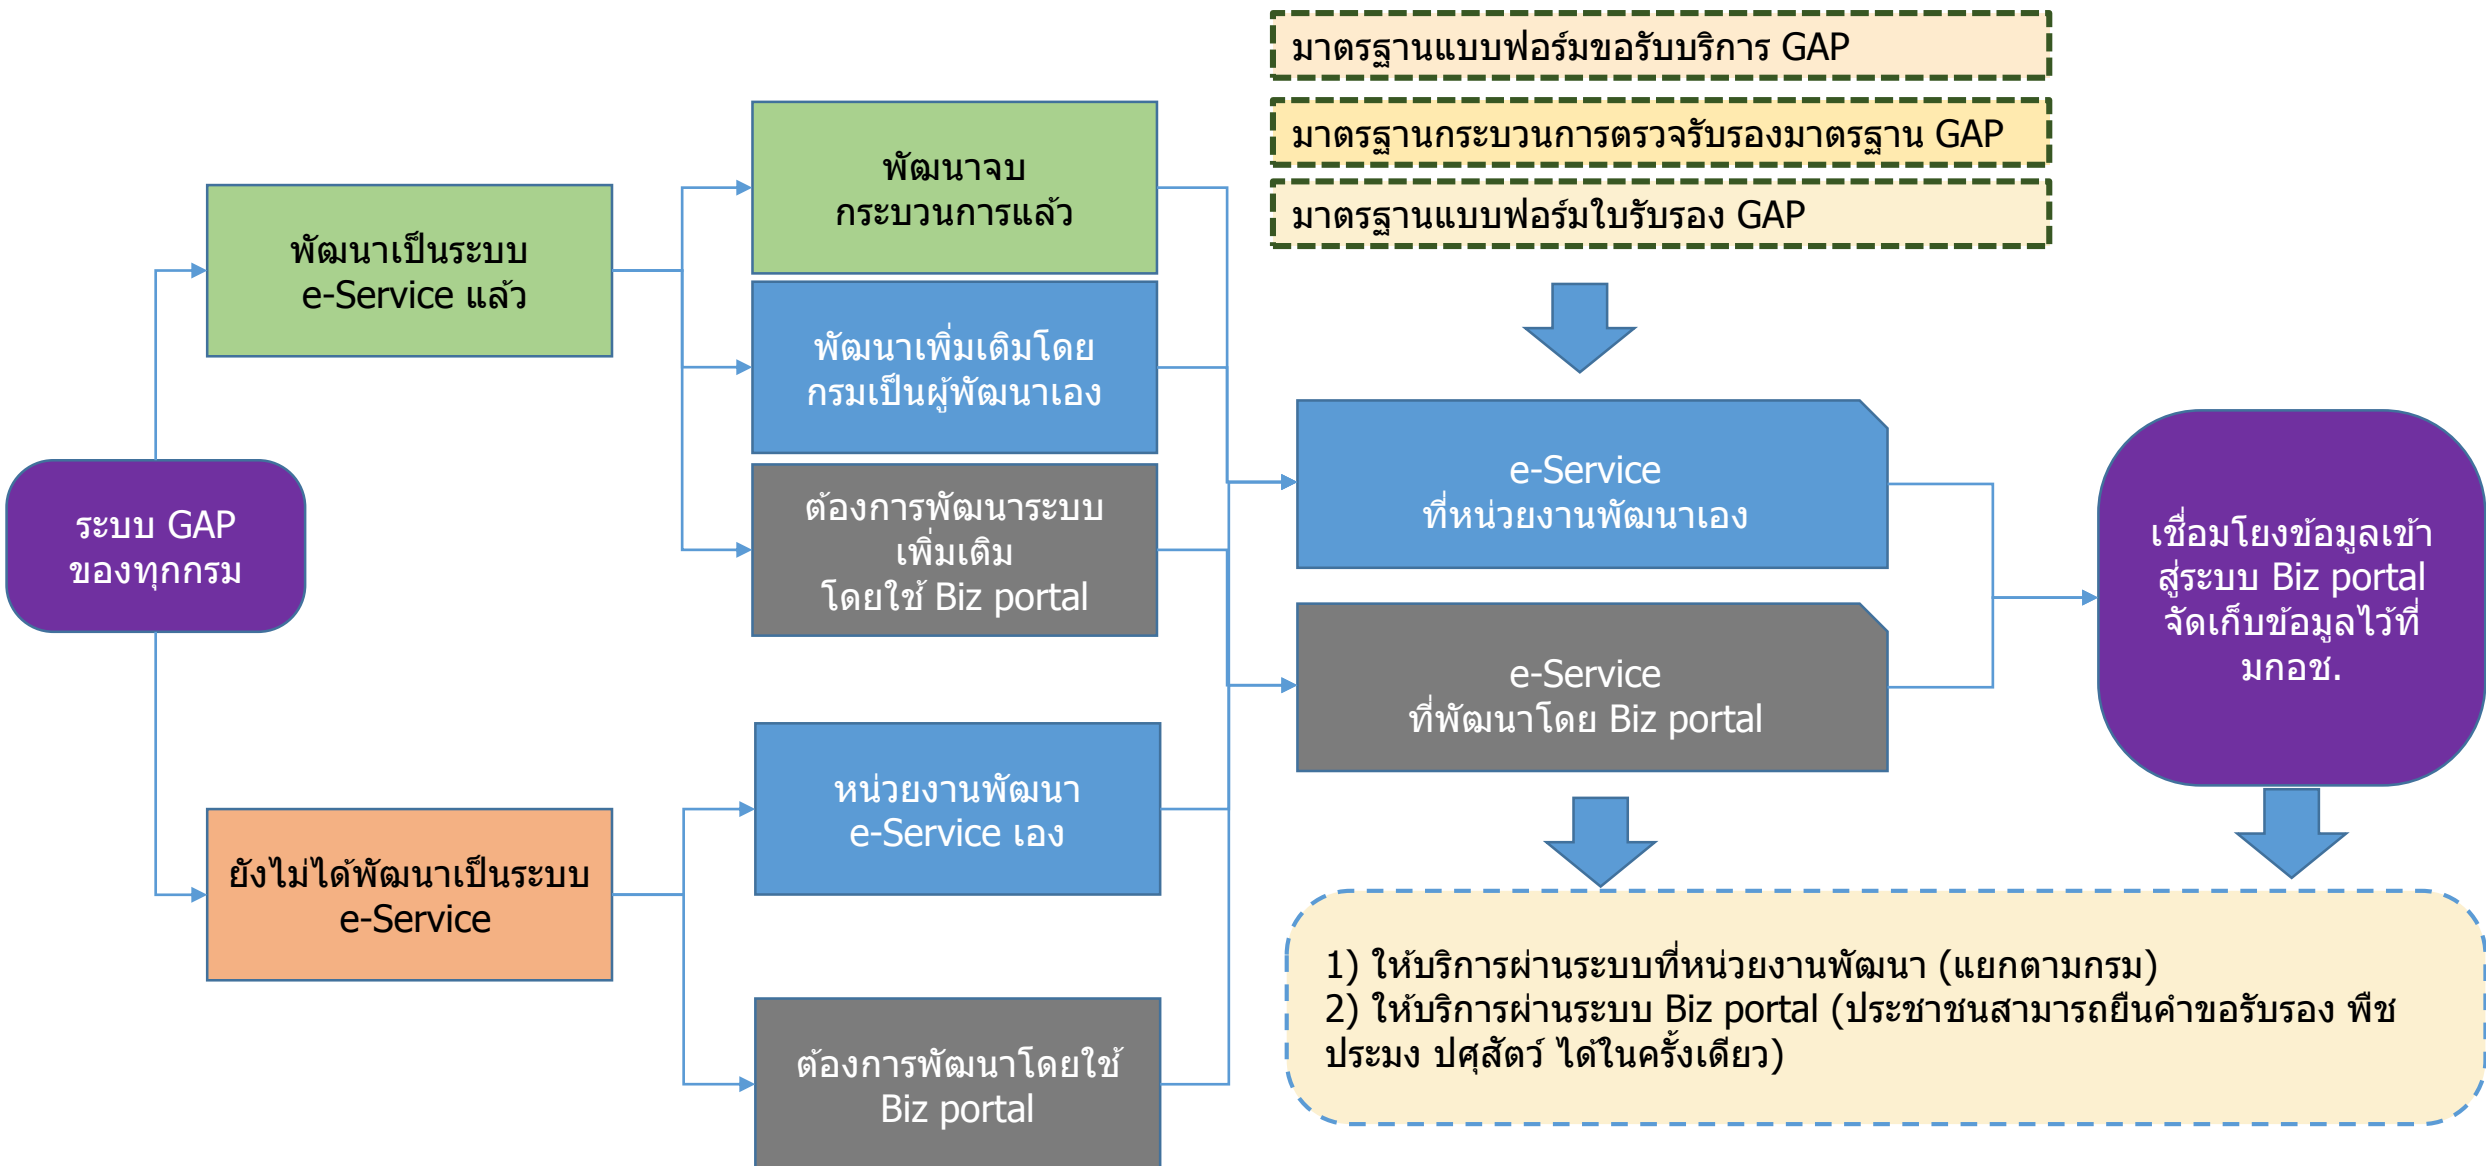 มาตรฐานแบบฟอร์มขอรับบริการ GAP
มาตรฐานกระบวนการตรวจรับรองมาตรฐาน GAP
มาตรฐานแบบฟอร์มใบรับรอง GAP
ระบบ GAP
ของทุกกรม
พัฒนาเป็นระบบ
e-Service แล้ว
ยังไม่ได้พัฒนาเป็นระบบ
e-Service
พัฒนาจบ
กระบวนการแล้ว
พัฒนาเพิ่มเติมโดย
กรมเป็นผู้พัฒนาเอง
ต้องการพัฒนาระบบ
เพิ่มเติม
โดยใช้ Biz portal
หน่วยงานพัฒนา
e-Service เอง
ต้องการพัฒนาโดยใช้
Biz portal
e-Service
ที่หน่วยงานพัฒนาเอง
e-Service
ที่พัฒนาโดย Biz portal
เชื่อมโยงข้อมูลเข้า
สู่ระบบ Biz portal
จัดเก็บข้อมูลไว้ที่
มกอช.
1) ให้บริการผ่านระบบที่หน่วยงานพัฒนา (แยกตามกรม)
2) ให้บริการผ่านระบบ Biz portal (ประชาชนสามารถยืนคำขอรับรอง พืช
ประมง ปศุสัตว์ ได้ในครั้งเดียว)